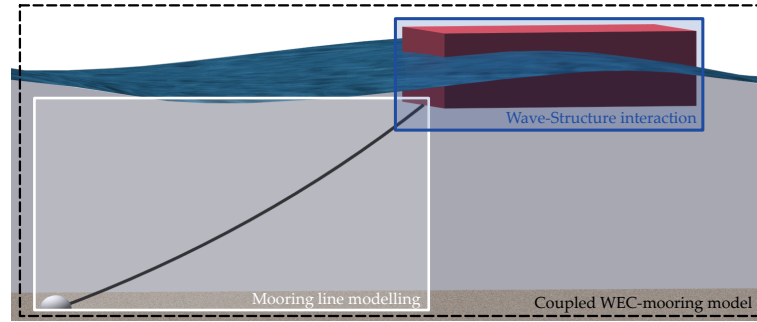 Wave-Structure interaction
Mooring line modelling
Coupled WEC-mooring model